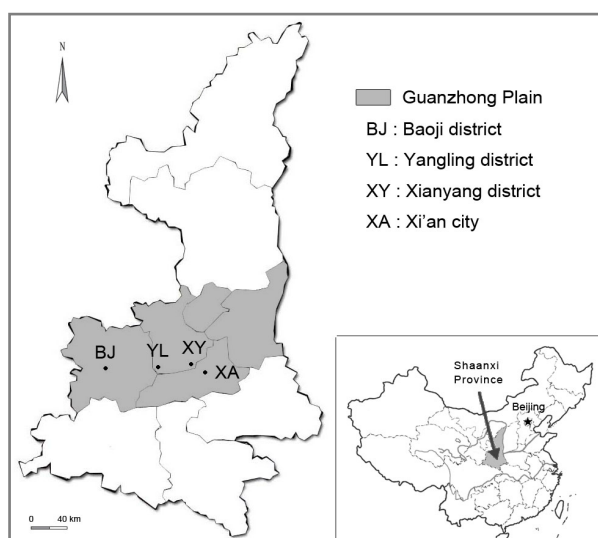 N
Guanzhong Plain
BJ : Baoji district
YL : Yangling district
XY : Xianyang district
XA : Xi'an city
BJ
YL
XY
XA
Shaanxi
Province
Beijing
0 40 km